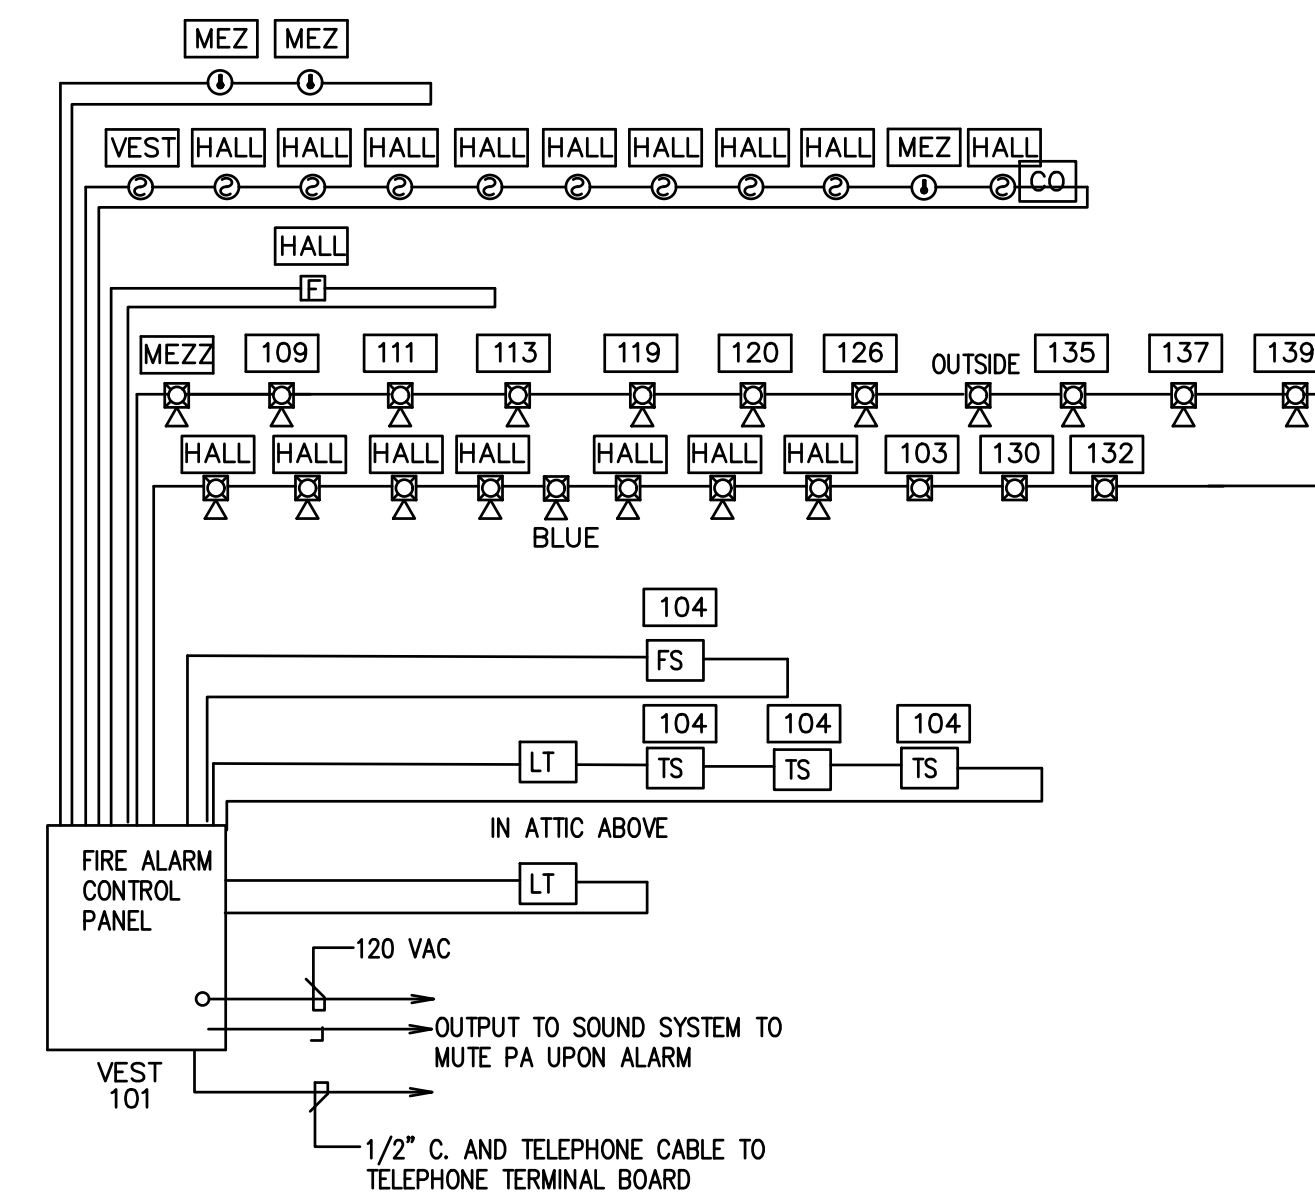 MEZ MEZ
VEST HALL HALL HALL HALL HALL HALL HALL HALL MEZ HALL
CO
HALL
F
MEZZ 109 111 113 119 120 126 OUTSIDE 135 137 139
HALL HALL HALL HALL HALL HALL HALL 103 130 132
BLUE
104
FS
104 104 104
LT TS TS TS
IN ATTIC ABOVE
FIRE ALARM
CONTROL
PANEL
LT
120 VAC
OUTPUT TO SOUND SYSTEM TO
MUTE PA UPON ALARM
VEST
101
1/2" C. AND TELEPHONE CABLE TO
TELEPHONE TERMINAL BOARD